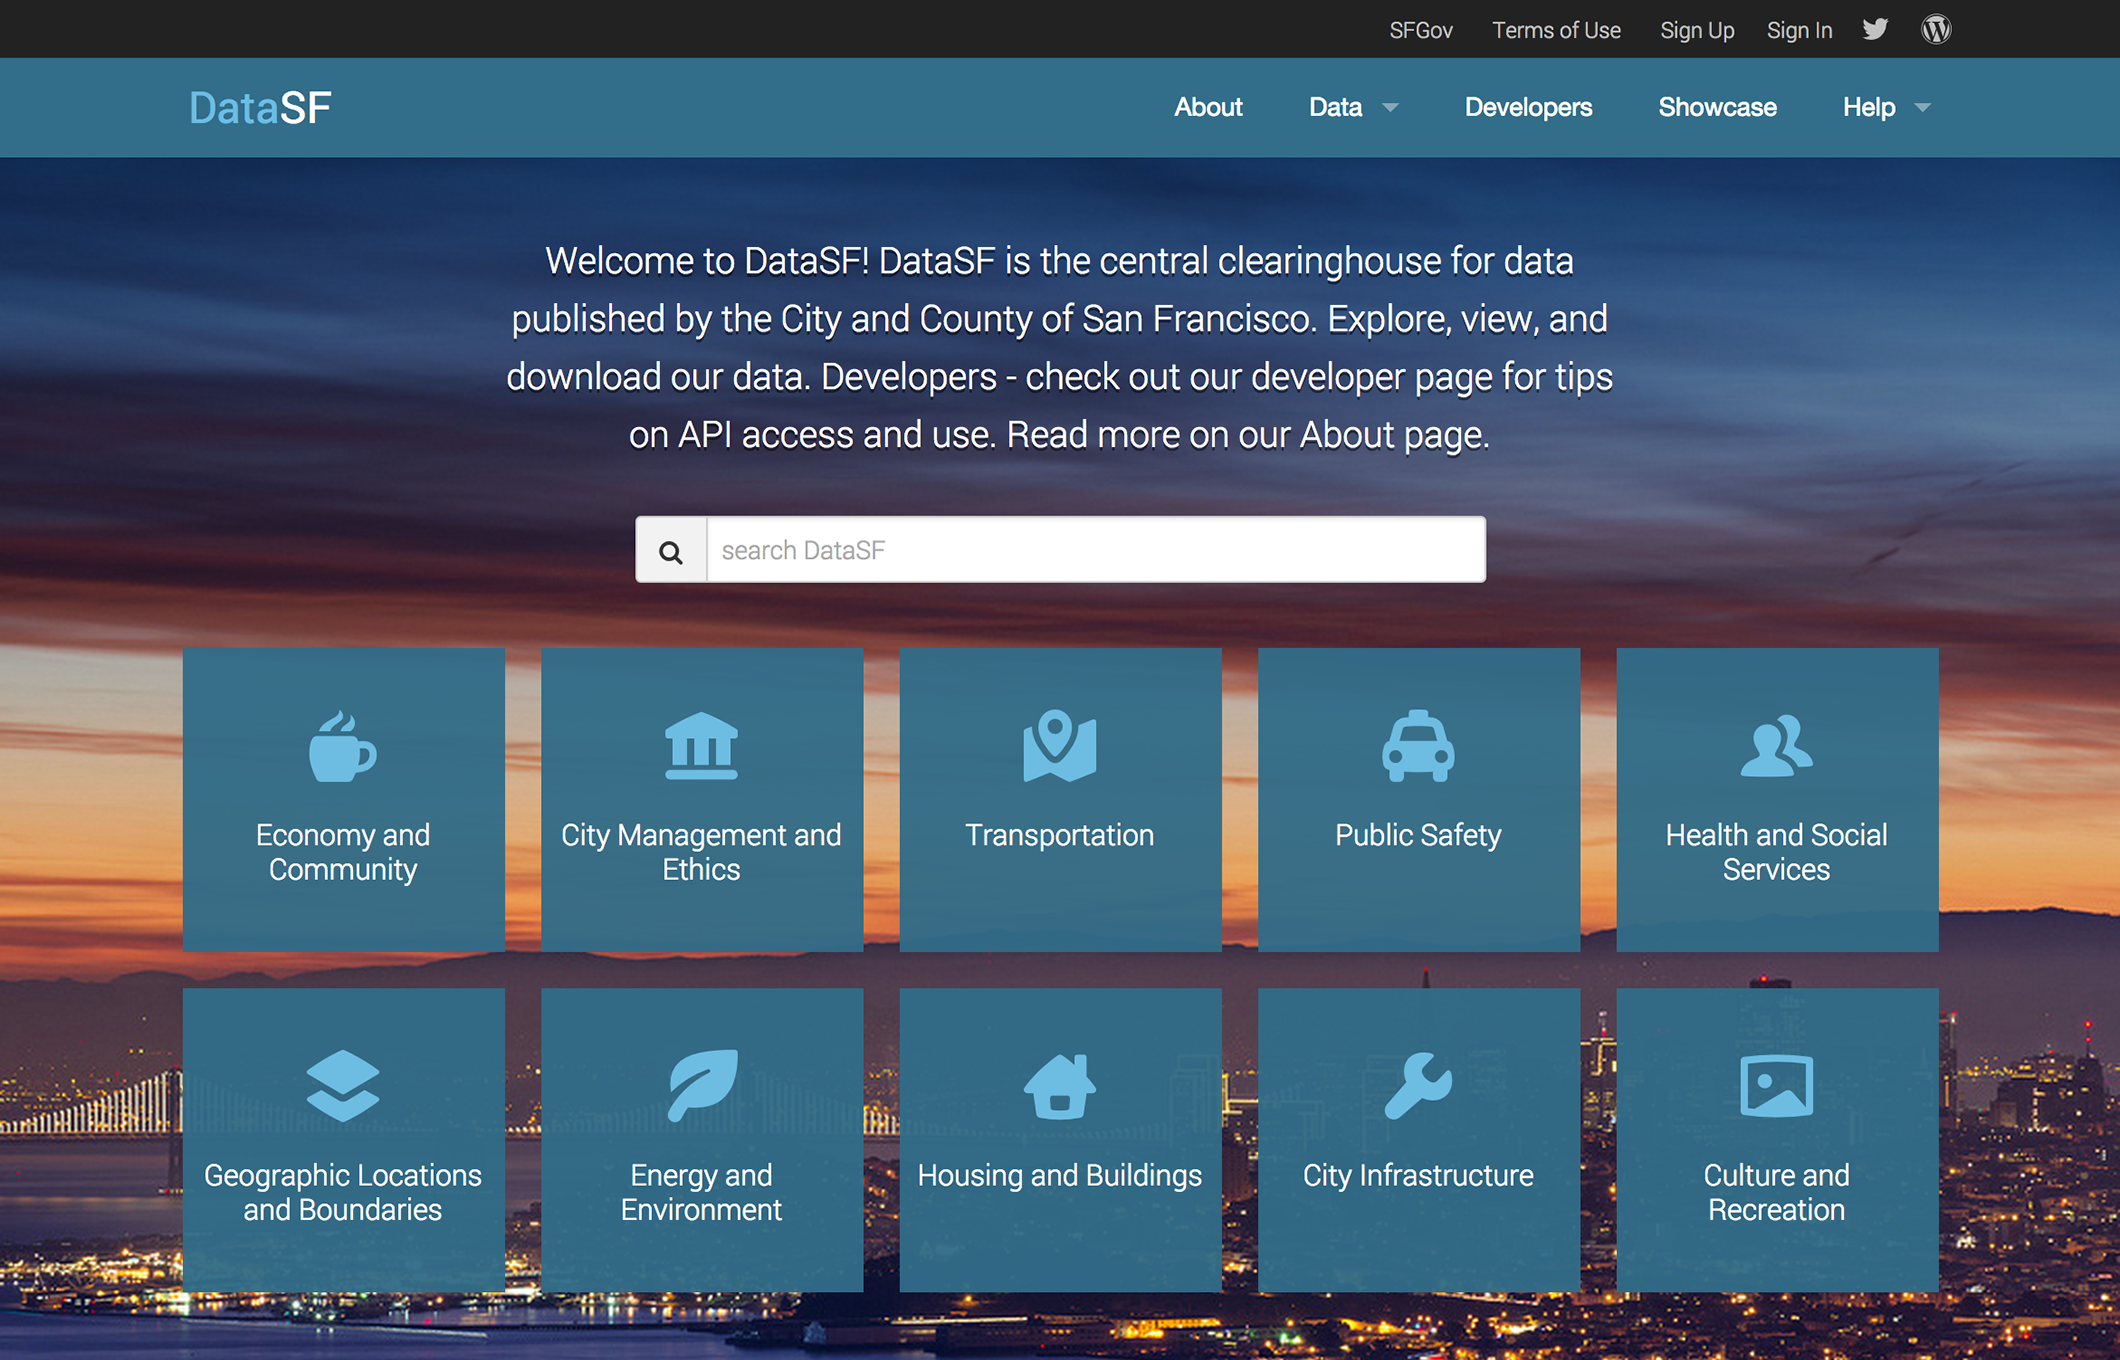 SFGov Terms of Use Sign Up Sign In
DataSF
About Data Developers Showcase Help
Welcome to DataSF! DataSF is the central clearinghouse for data
published by the City and County of San Francisco. Explore, view, and
download our data. Developers - check out our developer page for tips
on API access and use. Read more on our About page.
search DataSF
Economy and
Community
City Management and
Ethics
Transportation
Public Safety
Health and Social
Services
Geographic Locations
and Boundaries
Energy and
Environment
Housing and Buildings
City Infrastructure
Culture and
Recreation